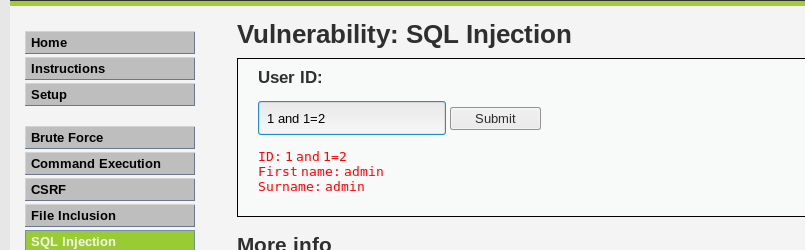 Home
Instructions
Setup
Brute Force
Command Execution
CSRF
File Inclusion
SQL Injection
Vulnerability: SQL Injection
User ID:
1 and 1=2 Submit
ID: 1 and 1=2
First name: admin
Surname: admin
More info